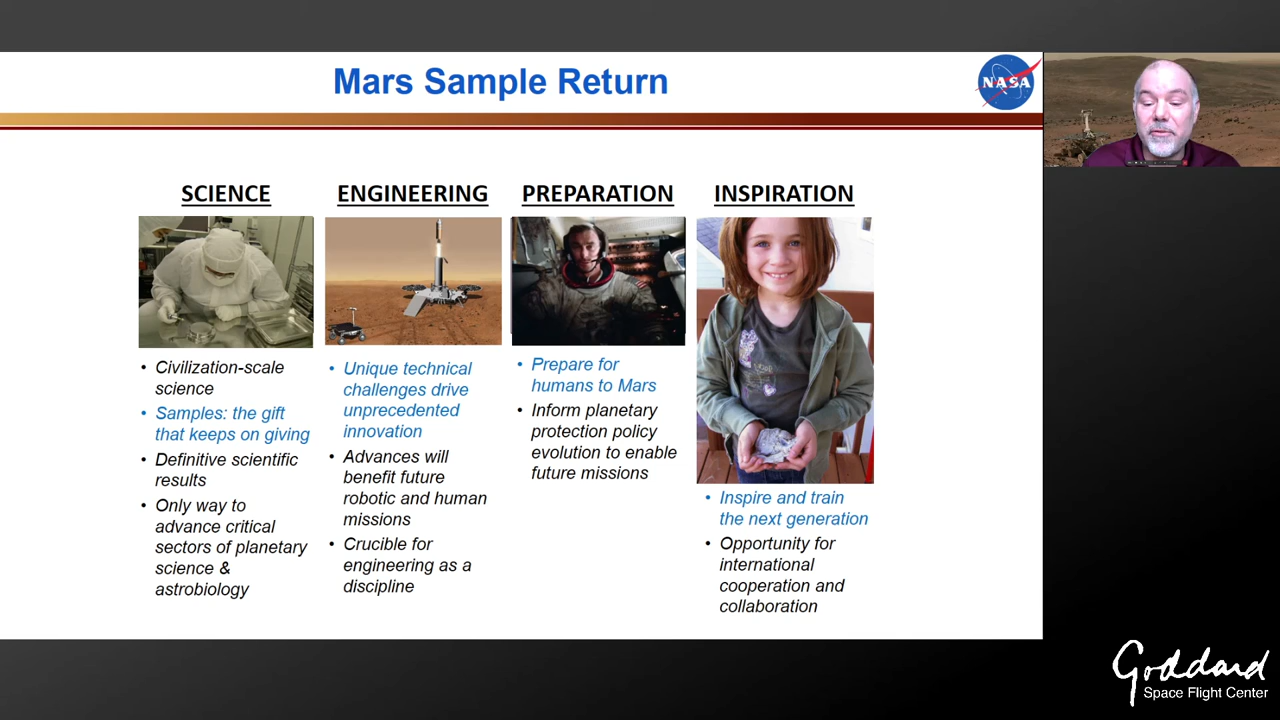 Mars Sample Return
NASA
SCIENCE
• Civilization-scale
science
• Samples: the gift
that keeps on giving
• Definitive scientific
results
• Only way to
advance critical
sectors of planetary
science &
astrobiology
ENGINEERING
• Unique technical
challenges drive
unprecedented
innovation
• Advances will
benefit future
robotic and human
missions
• Crucible for
engineering as a
discipline
PREPARATION
• Prepare for
humans to Mars
• Inform planetary
protection policy
evolution to enable
future missions
INSPIRATION
• Inspire and train
the next generation
• Opportunity for
international
cooperation and
collaboration
Goddard
Space Flight Center